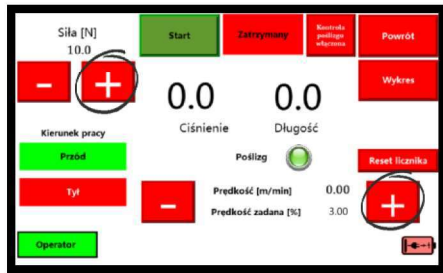 Siła [N]
10.0
Start
Zatrzymany
Kontrola
poślizgu
włączona
Powrót
- +
0.0 0.0
Ciśnienie Długość
Wykres
Kierunek pracy
Przód
Poślizg
Reset licznika
Tył
-
Prędkość [m/min] 0.00
Prędkość zadana [%] 3.00
+
Operator